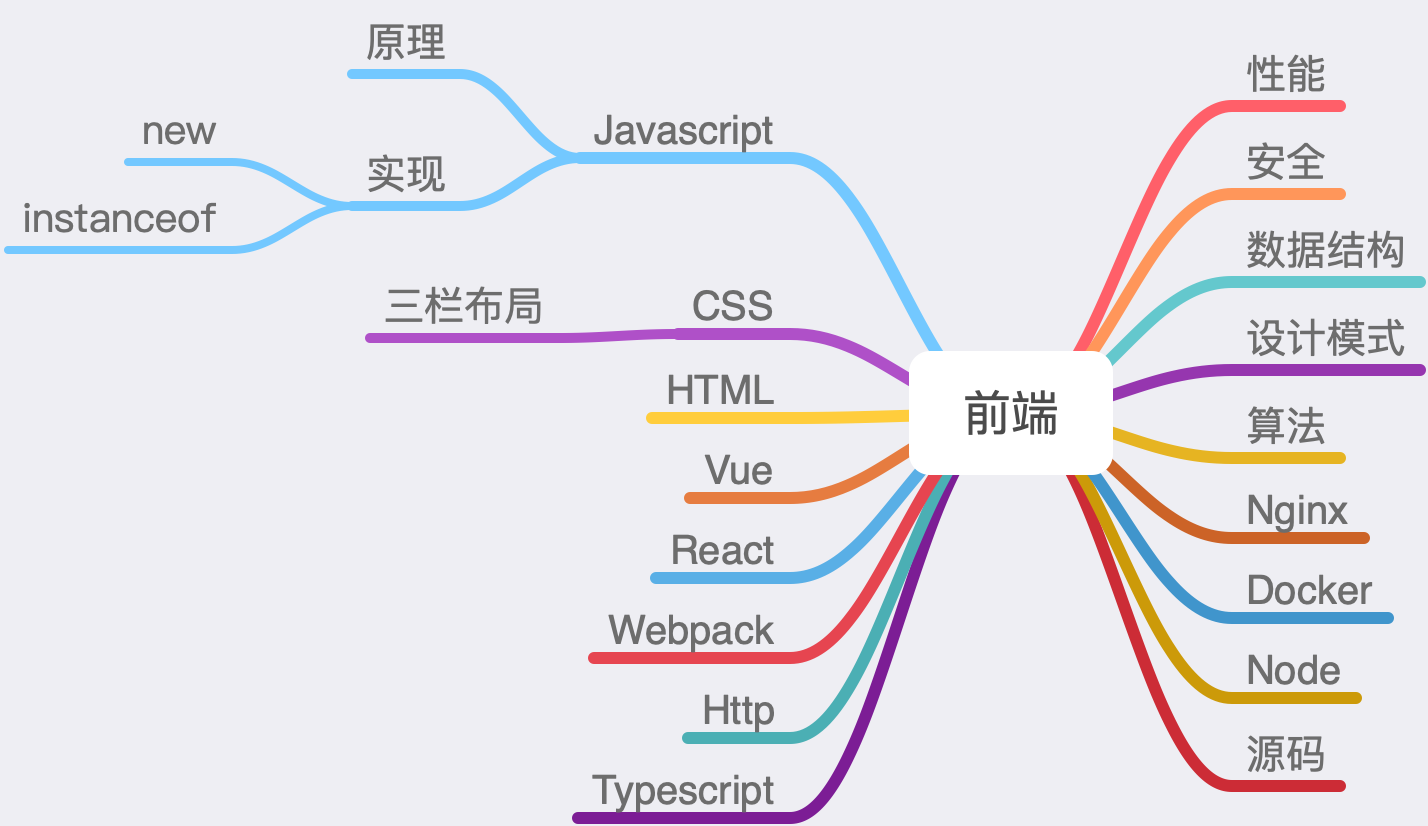 前端
Javascript
原理
实现
new
instanceof
CSS
三栏布局
HTML
Vue
React
Webpack
Http
Typescript
性能
安全
数据结构
设计模式
算法
Nginx
Docker
Node
源码